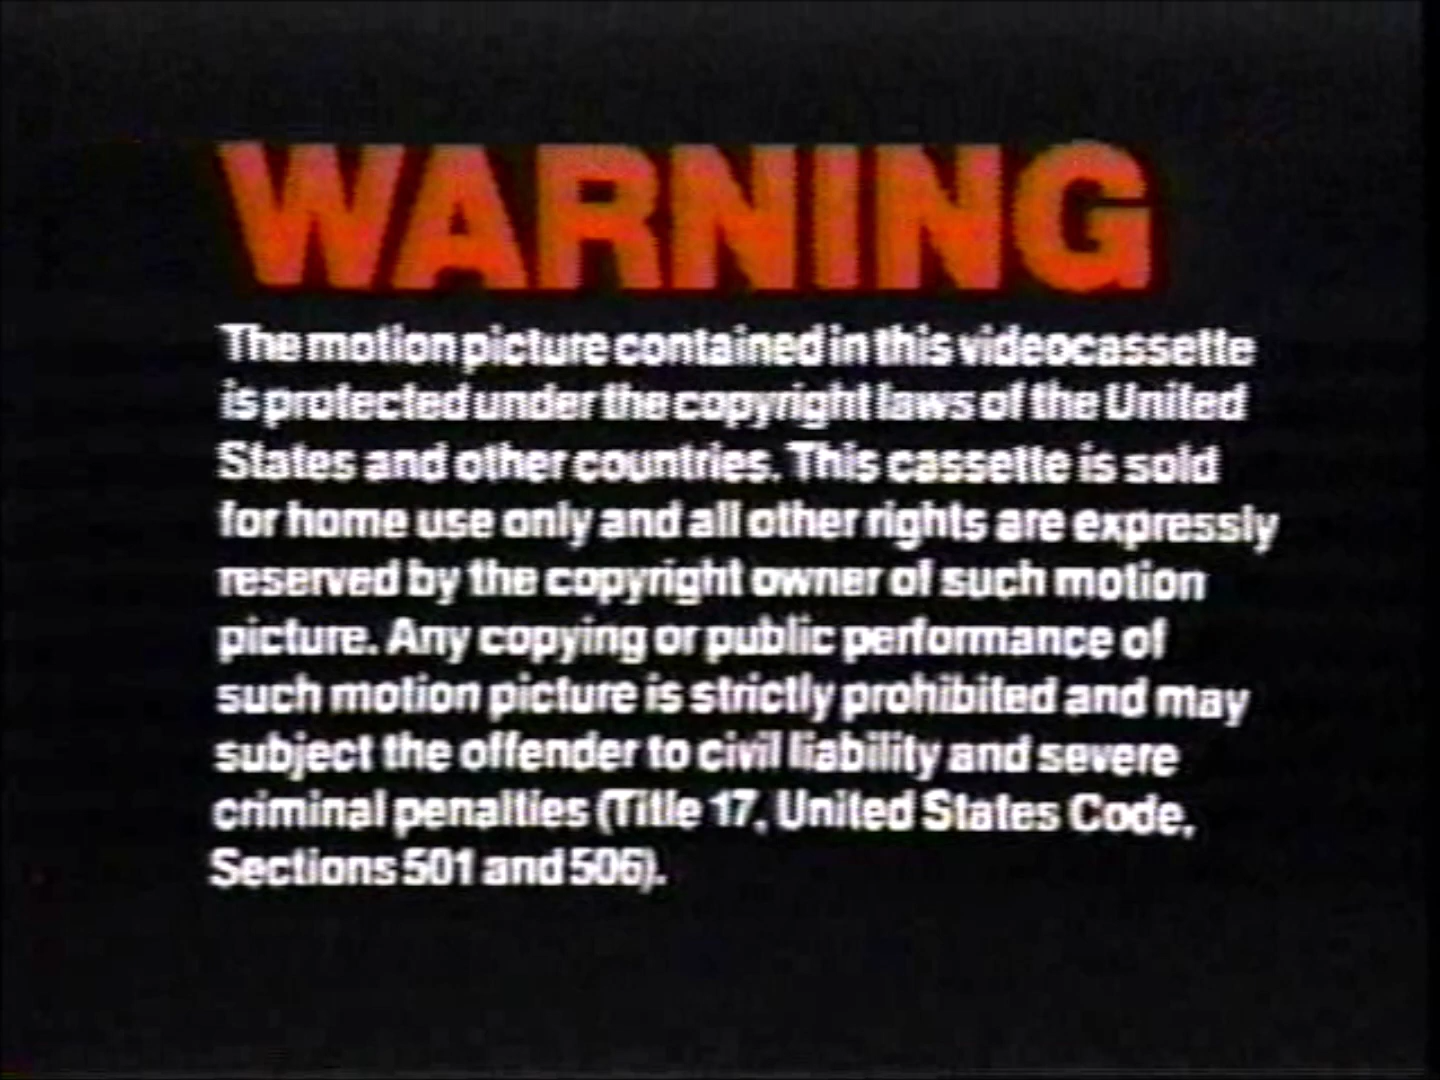 WARNING
The motion picture contained in this videocassette
is protected under the copyright laws of the United
States and other countries. This cassette is sold
for home use only and all other rights are expressly
reserved by the copyright owner of such motion
picture. Any copying or public performance of
such motion picture is strictly prohibited and may
subject the offender to civil liability and severe
criminal penalties (Title 17, United States Code,
Sections 501 and 506).